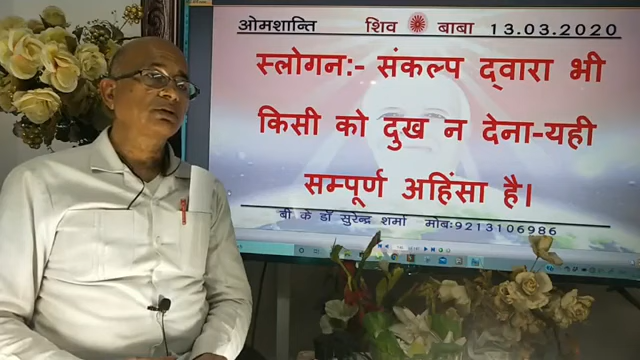 ओमशान्ति शिव बाबा 13.03.2020
स्लोगन:- संकल्प द्वारा भी
किसी को दुख न देना-यही
सम्पूर्ण अहिंसा है।
बी के डॉ सुरेन्द्र शर्मा मोबः9213106986